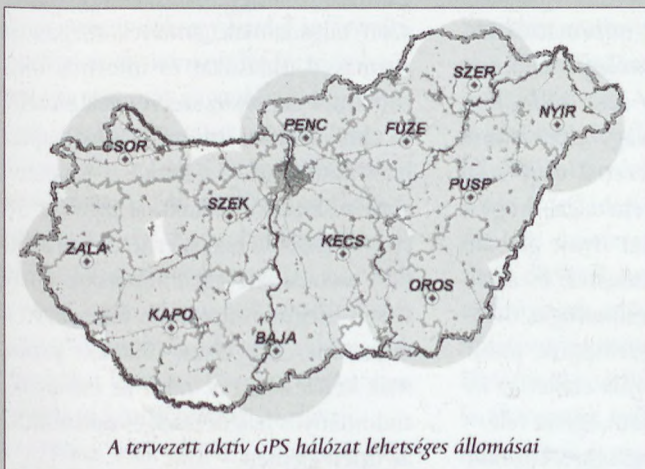 SZER
NYIR
PENC
FUZE
CSOR
PUSP
SZEK
KECS
ZALA
OROS
KAPO
BAJA
A tervezett aktív GPS hálózat lehetséges állomásai